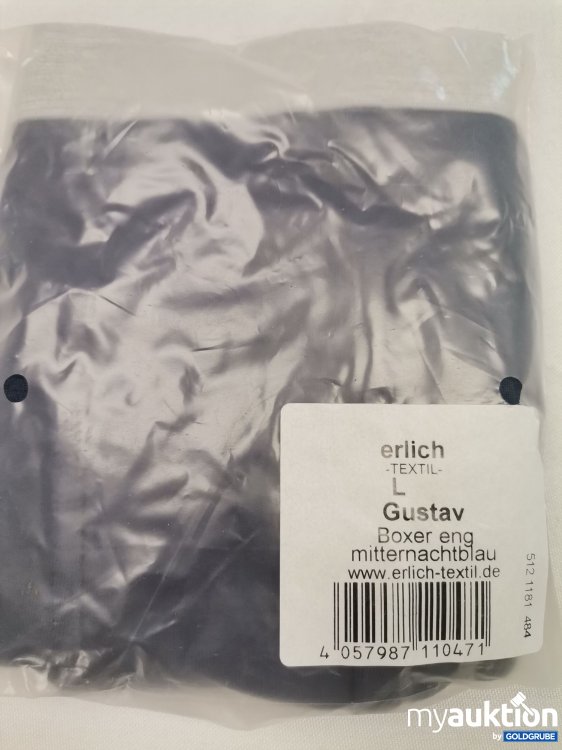 erlich
-TEXTIL-
L
Gustav
Boxer eng
mitternachtblau
www.erlich-textil.de
512 1181 484
4 057987 110471
myauktion
by GOLDGRUBE